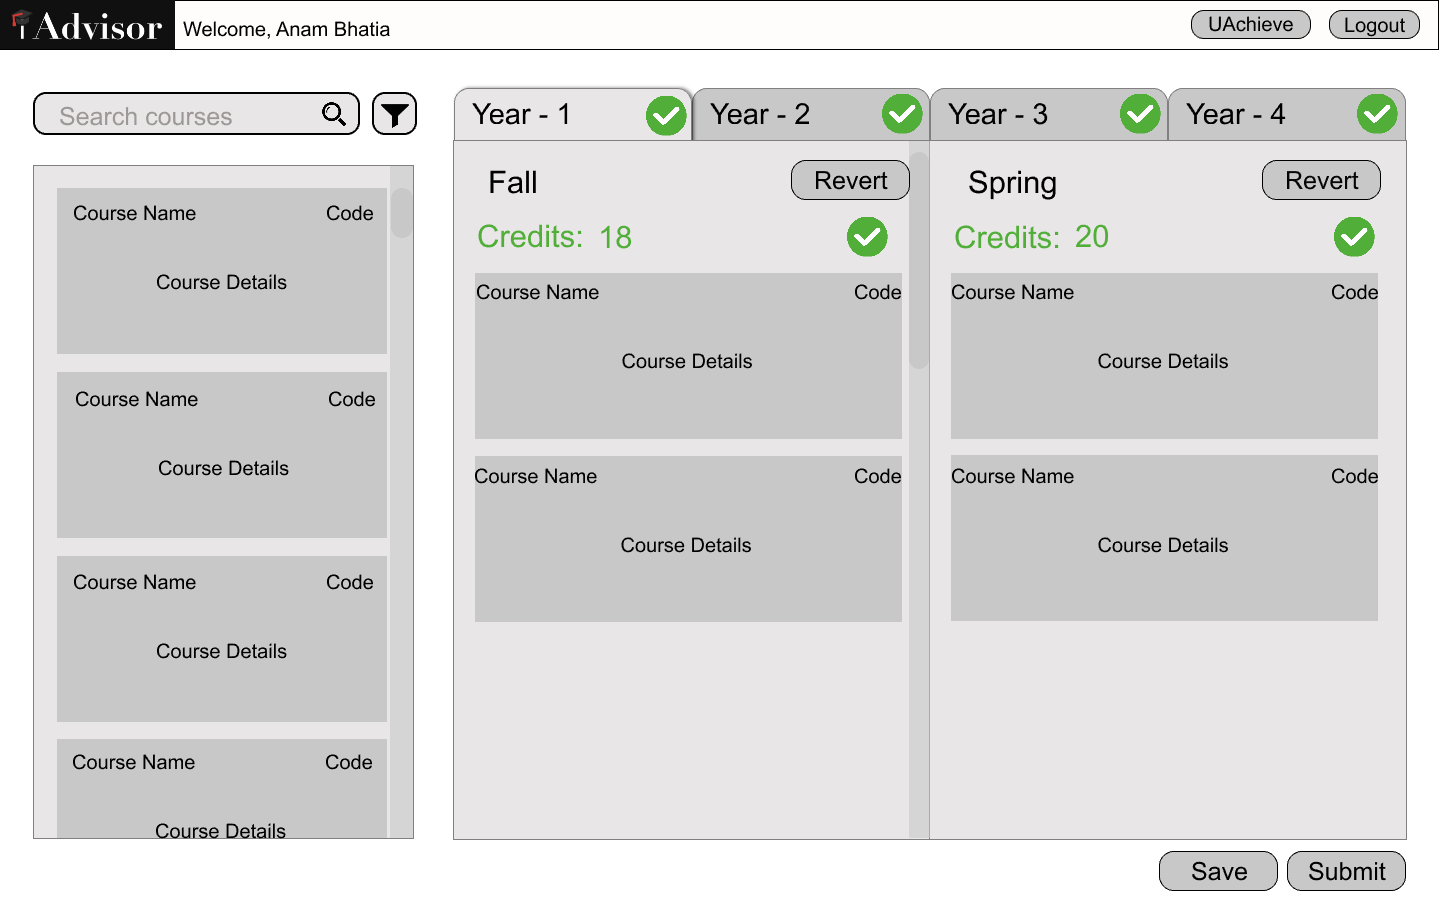 iAdvisor
Welcome, Anam Bhatia
UAchieve
Logout
Search courses
Course Name
Code
Course Details
Course Name
Code
Course Details
Course Name
Code
Course Details
Course Name
Code
Course Details
Year - 1
Year - 2
Year - 3
Year - 4
Fall
Revert
Credits: 18
Course Name
Code
Course Details
Course Name
Code
Course Details
Spring
Revert
Credits: 20
Course Name
Code
Course Details
Course Name
Code
Course Details
Save
Submit